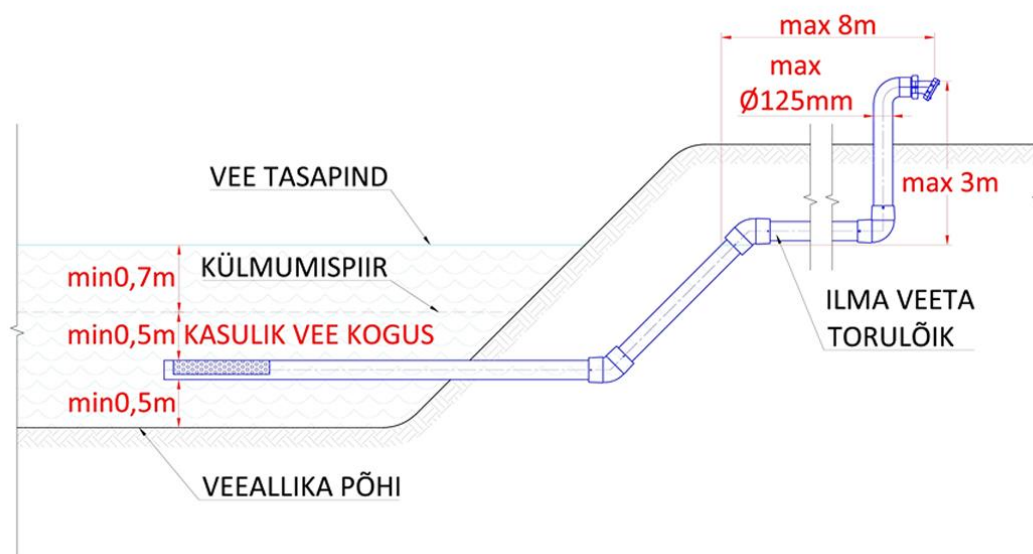 max 8m
max
Ø125mm
VEE TASAPIND
max 3m
min0,7m
KÜLMUMISPIIR
min0,5m
KASULIK VEE KOGUS
ILMA VEETA
TORULÕIK
min0,5m
VEEALLIKA PÕHI